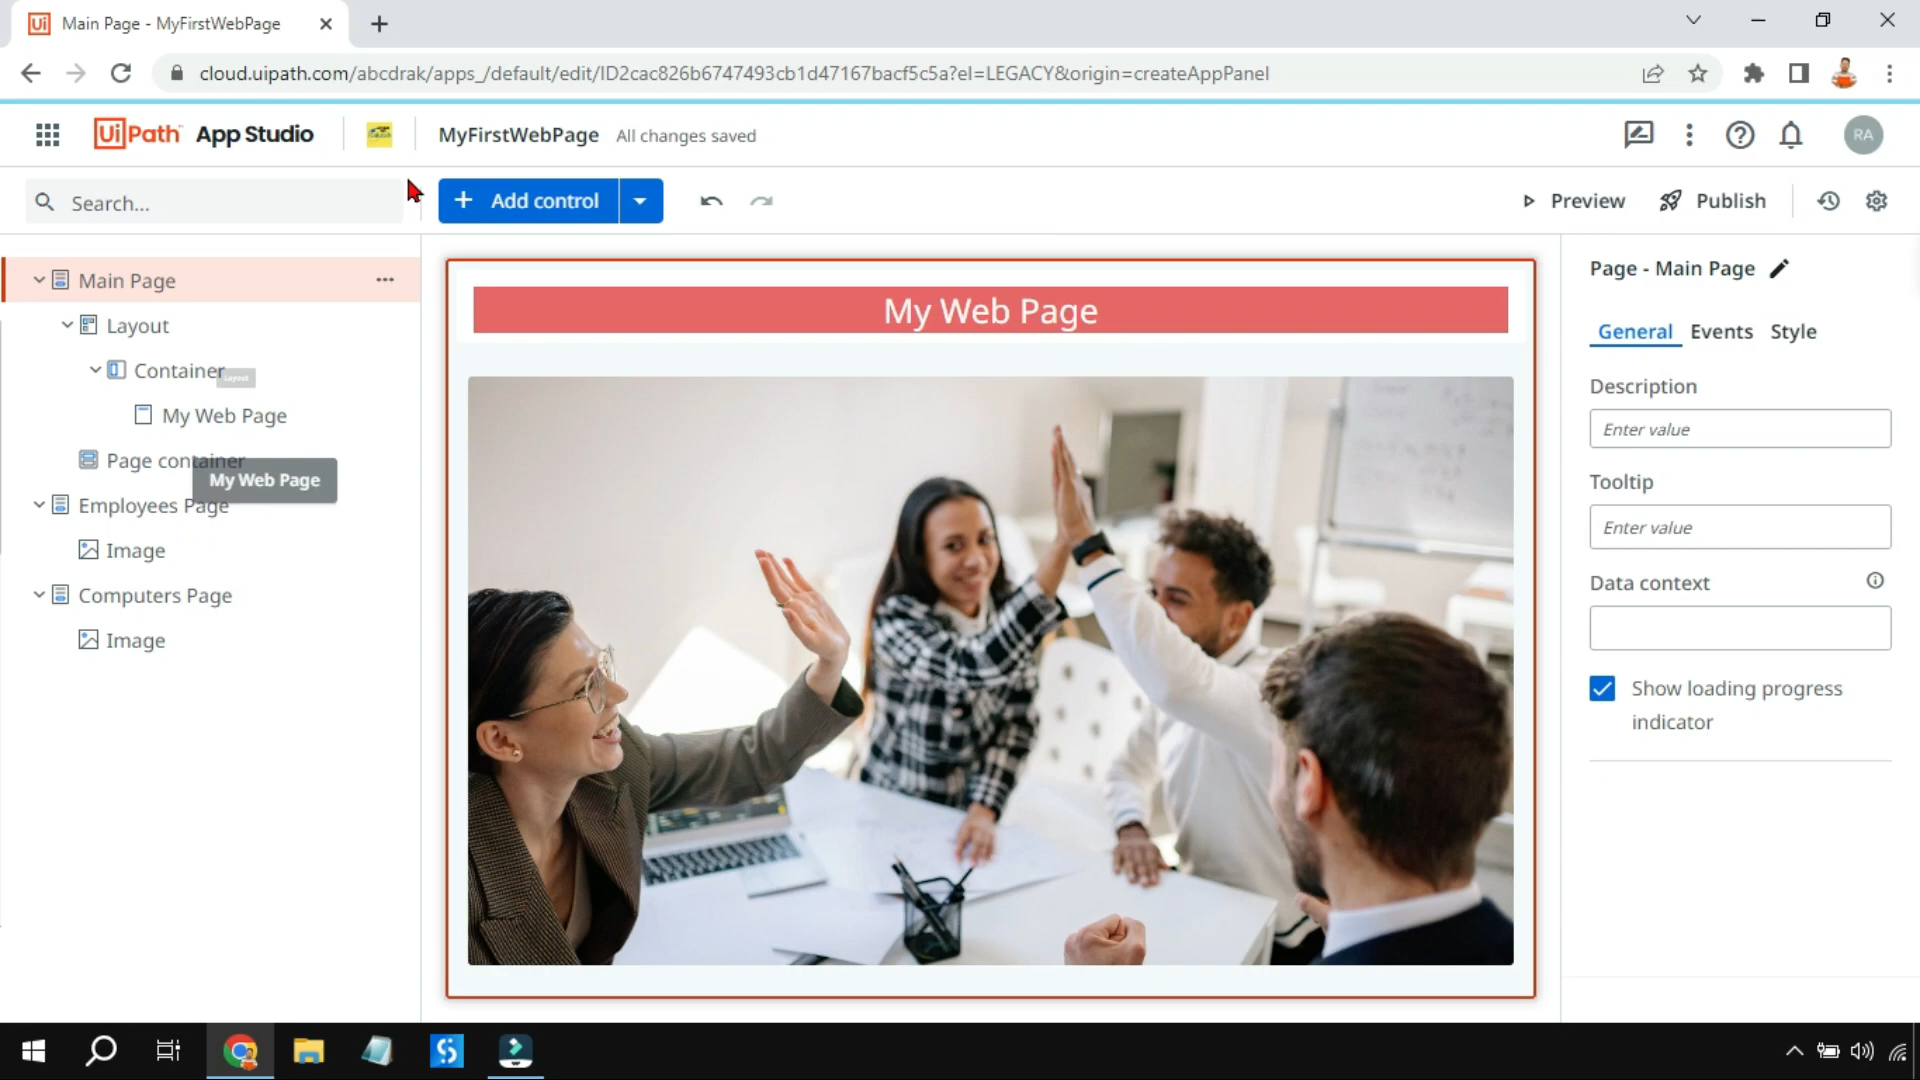 Main Page - MyFirstWebPage
cloud.uipath.com/abcdrak/apps_/default/edit/ID2cac826b6747493cb1d47167bacf5c5a?el=LEGACY&origin=createAppPanel
UiPath App Studio
MyFirstWebPage
All changes saved
RA
Search...
Add control
Preview
Publish
Main Page
Layout
Container
Layout
My Web Page
Page container
My Web Page
Employees Page
Image
Computers Page
Image
My Web Page
Page - Main Page
General
Events
Style
Description
Enter value
Tooltip
Enter value
Data context
Show loading progress
indicator